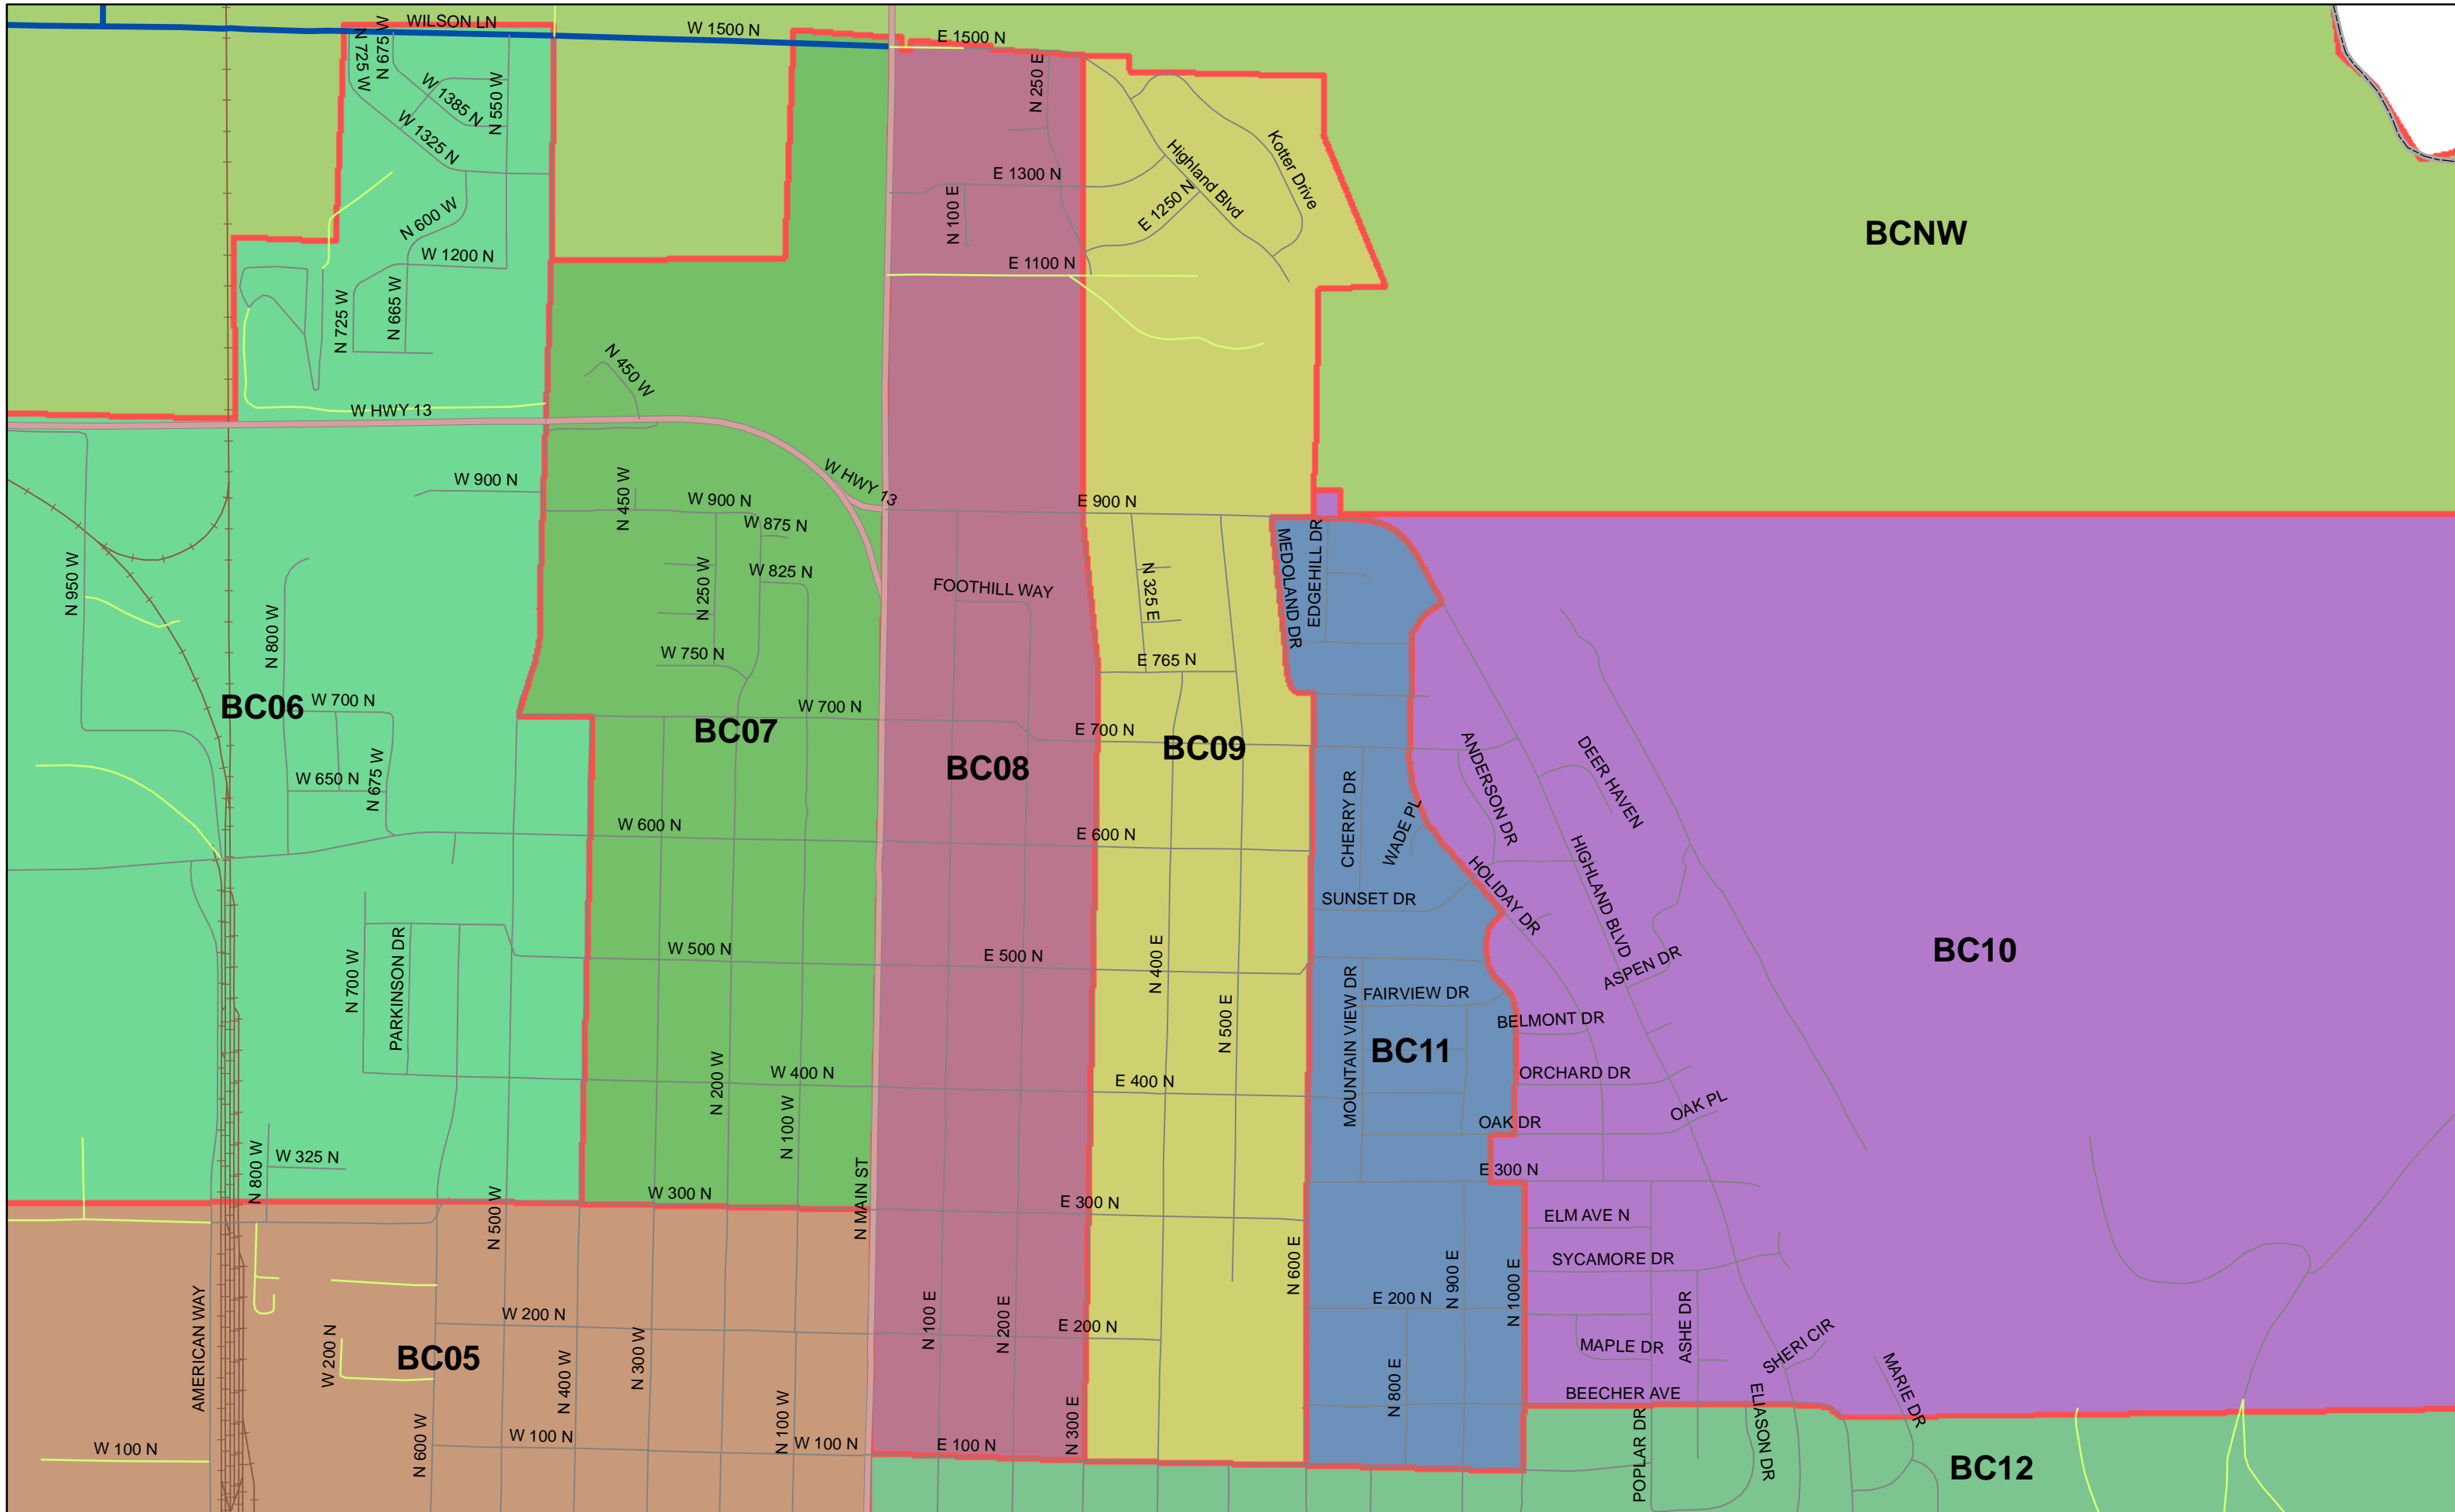 WILSON LN
W 1500 N
E 1500 N
N 725 W
N 675 W
W 1385 N
N 550 W
W 1325 N
N 250 E
Highland Blvd
Kotter Drive
E 1300 N
E 1250 N
N 100 E
N 600 W
W 1200 N
E 1100 N
BCNW
N 725 W
N 665 W
N 450 W
W HWY 13
W HWY 13
W 900 N
N 450 W
W 900 N
W 875 N
E 900 N
MEDOLAND DR
EDGEHILL DR
N 950 W
N 800 W
N 250 W
W 825 N
FOOTHILL WAY
N 325 E
W 750 N
E 765 N
BC06
W 700 N
BC07
W 700 N
E 700 N
BC09
BC08
ANDERSON DR
DEER HAVEN
W 650 N
N 675 W
CHERRY DR
WADE PL
W 600 N
E 600 N
HOLIDAY DR
HIGHLAND BLVD
SUNSET DR
W 500 N
E 500 N
N 400 E
BC10
ASPEN DR
N 700 W
PARKINSON DR
FAIRVIEW DR
MOUNTAIN VIEW DR
N 500 E
BELMONT DR
BC11
N 200 W
W 400 N
E 400 N
ORCHARD DR
N 100 W
OAK DR
OAK PL
N 800 W
W 325 N
E 300 N
N MAIN ST
W 300 N
E 300 N
N 500 W
ELM AVE N
N 600 E
SYCAMORE DR
N 900 E
N 1000 E
AMERICAN WAY
W 200 N
E 200 N
N 100 E
N 200 E
E 200 N
W 200 N
BC05
N 300 W
N 400 W
MAPLE DR
ASHE DR
SHERI CIR
N 800 E
MARIE DR
BEECHER AVE
ELIASON DR
POPLAR DR
N 600 W
W 100 N
W 100 N
N 100 W
W 100 N
E 100 N
N 300 E
BC12